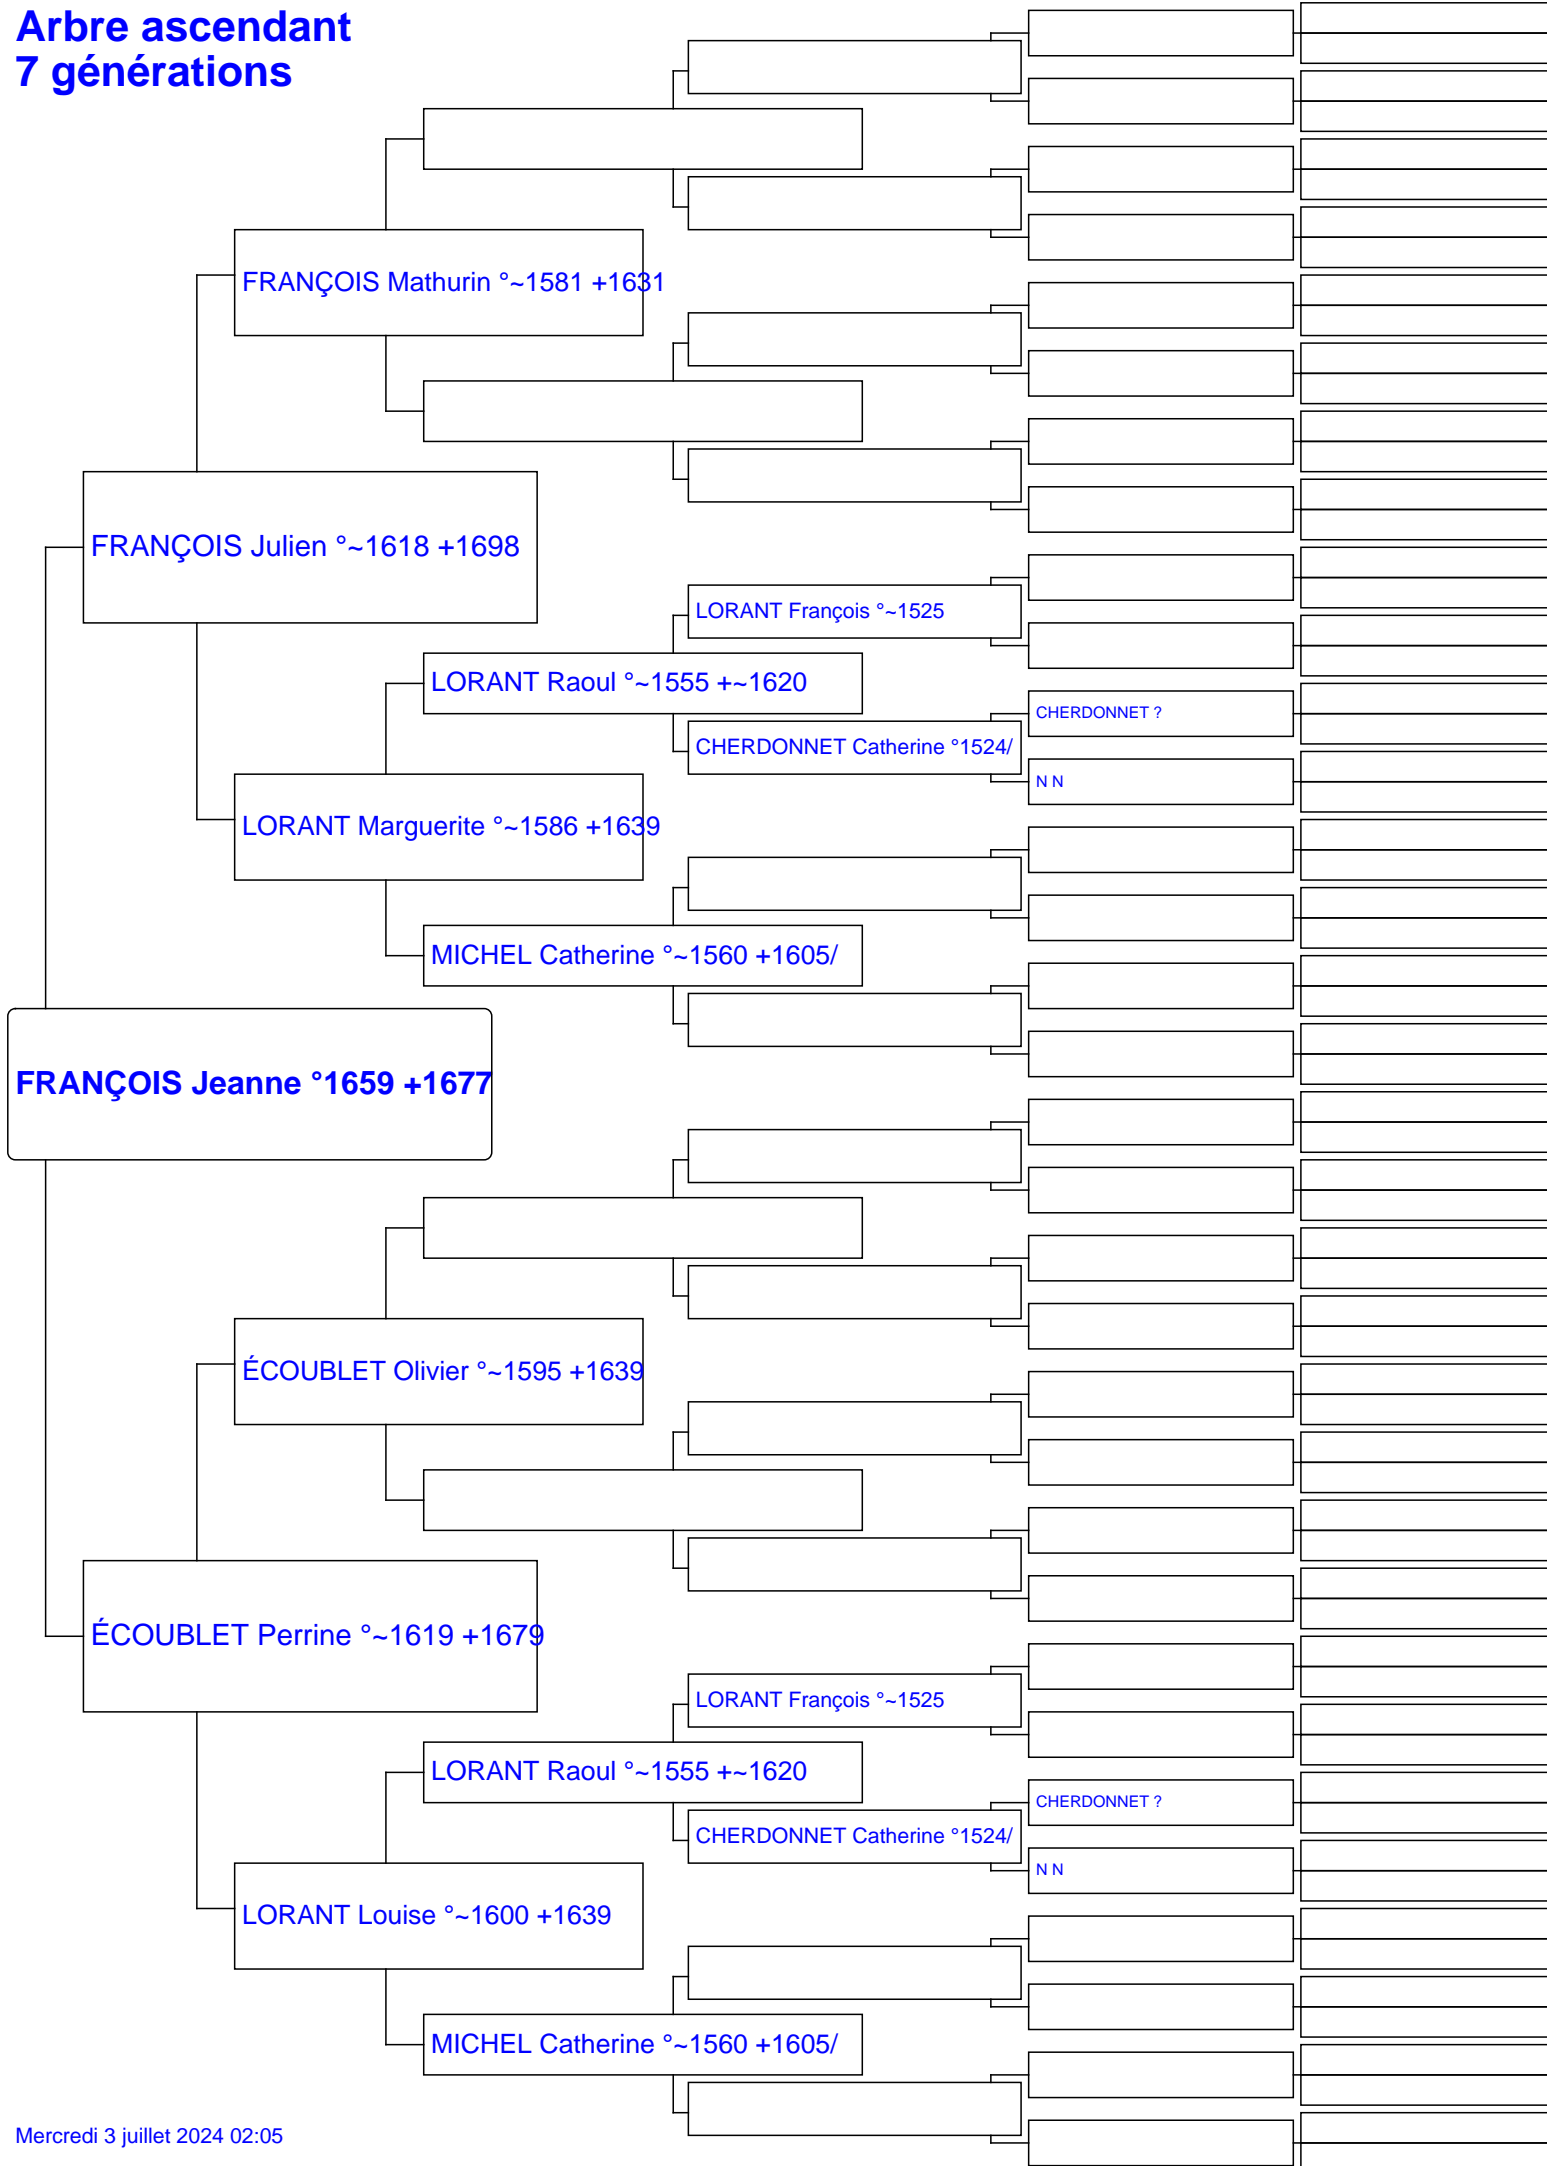 Arbre ascendant
7 générations
FRANÇOIS Mathurin °~1581 +1631
FRANÇOIS Julien °~1618 +1698
LORANT François °~1525
LORANT Raoul °~1555 +~1620
CHERDONNET ?
CHERDONNET Catherine °1524/
N N
LORANT Marguerite °~1586 +1639
MICHEL Catherine °~1560 +1605/
FRANÇOIS Jeanne °1659 +1677
ÉCOUBLET Olivier °~1595 +1639
ÉCOUBLET Perrine °~1619 +1679
LORANT François °~1525
LORANT Raoul °~1555 +~1620
CHERDONNET ?
CHERDONNET Catherine °1524/
N N
LORANT Louise °~1600 +1639
MICHEL Catherine °~1560 +1605/
Mercredi 3 juillet 2024 02:05